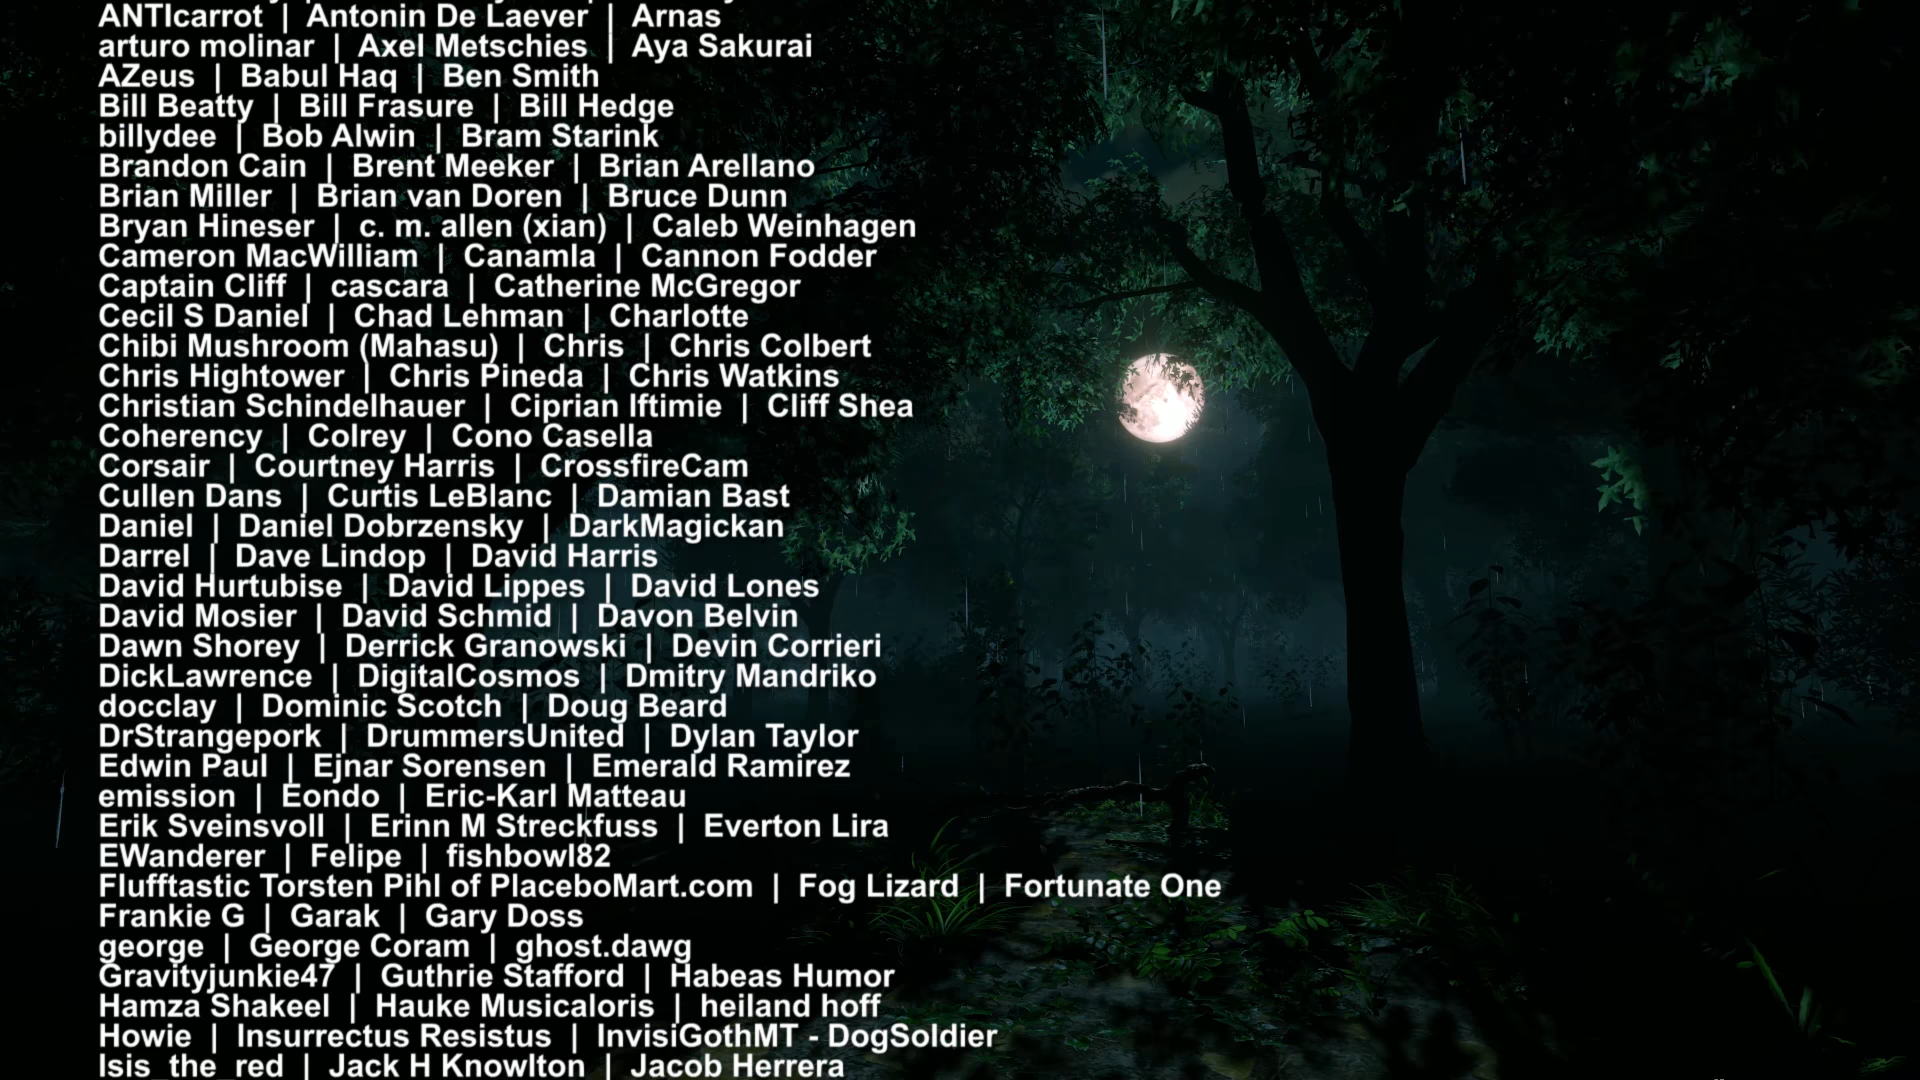 ANTIcarrot | Antonin De Laever | Arnas
arturo molinar | Axel Metschies | Aya Sakurai
AZeus | Babul Haq | Ben Smith
Bill Beatty | Bill Frasure | Bill Hedge
billydee | Bob Alwin | Bram Starink
Brandon Cain | Brent Meeker | Brian Arellano
Brian Miller | Brian van Doren | Bruce Dunn
Bryan Hineser | c. m. allen (xian) | Caleb Weinhagen
Cameron MacWilliam | Canamla | Cannon Fodder
Captain Cliff | cascara | Catherine McGregor
Cecil S Daniel | Chad Lehman | Charlotte
Chibi Mushroom (Mahasu) | Chris | Chris Colbert
Chris Hightower | Chris Pineda | Chris Watkins
Christian Schindelhauer | Ciprian Iftimie | Cliff Shea
Coherency | Colrey | Cono Casella
Corsair | Courtney Harris | CrossfireCam
Cullen Dans | Curtis LeBlanc | Damian Bast
Daniel | Daniel Dobrzensky | DarkMagickan
Darrel | Dave Lindop | David Harris
David Hurtubise | David Lippes | David Lones
David Mosier | David Schmid | Davon Belvin
Dawn Shorey | Derrick Granowski | Devin Corrieri
DickLawrence | DigitalCosmos | Dmitry Mandriko
docclay | Dominic Scotch | Doug Beard
DrStrangepork | DrummersUnited | Dylan Taylor
Edwin Paul | Ejnar Sorensen | Emerald Ramirez
emission | Eondo | Eric-Karl Matteau
Erik Sveinsvoll | Erinn M Streckfuss | Everton Lira
EWanderer | Felipe | fishbowl82
Flufftastic Torsten Pihl of PlaceboMart.com | Fog Lizard | Fortunate One
Frankie G | Garak | Gary Doss
george | George Coram | ghost.dawg
Gravityjunkie47 | Guthrie Stafford | Habeas Humor
Hamza Shakeel | Hauke Musicaloris | heiland hoff
Howie | Insurrectus Resistus | InvisiGothMT - DogSoldier
Isis_the_red | Jack H Knowlton | Jacob Herrera